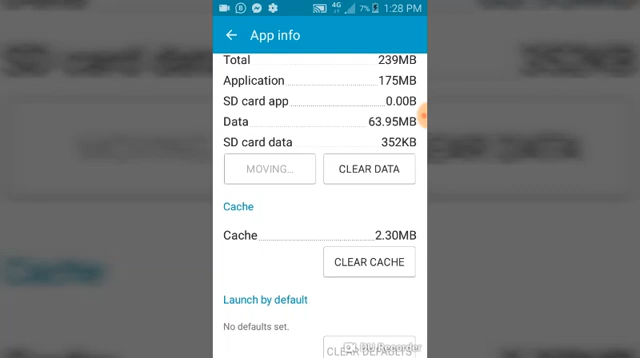 4G 7% 1:28 PM
App info
Total 239MB
Application 175MB
SD card app 0.00B
Data 63.95MB
SD card data 352KB
MOVING... CLEAR DATA
Cache
Cache 2.30MB
CLEAR CACHE
Launch by default
No defaults set.
DU Recorder
CLEAR DEFAULTS